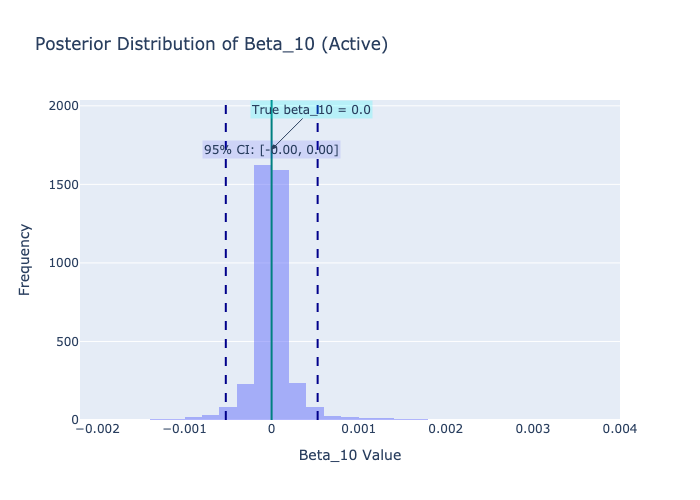 Posterior Distribution of Beta_10 (Active)
2000
True beta_10 = 0.0
95% CI: [-0.00, 0.00]
1500
1000
500
0
Frequency
−0.002
−0.001
0
0.001
0.002
0.003
0.004
Beta_10 Value